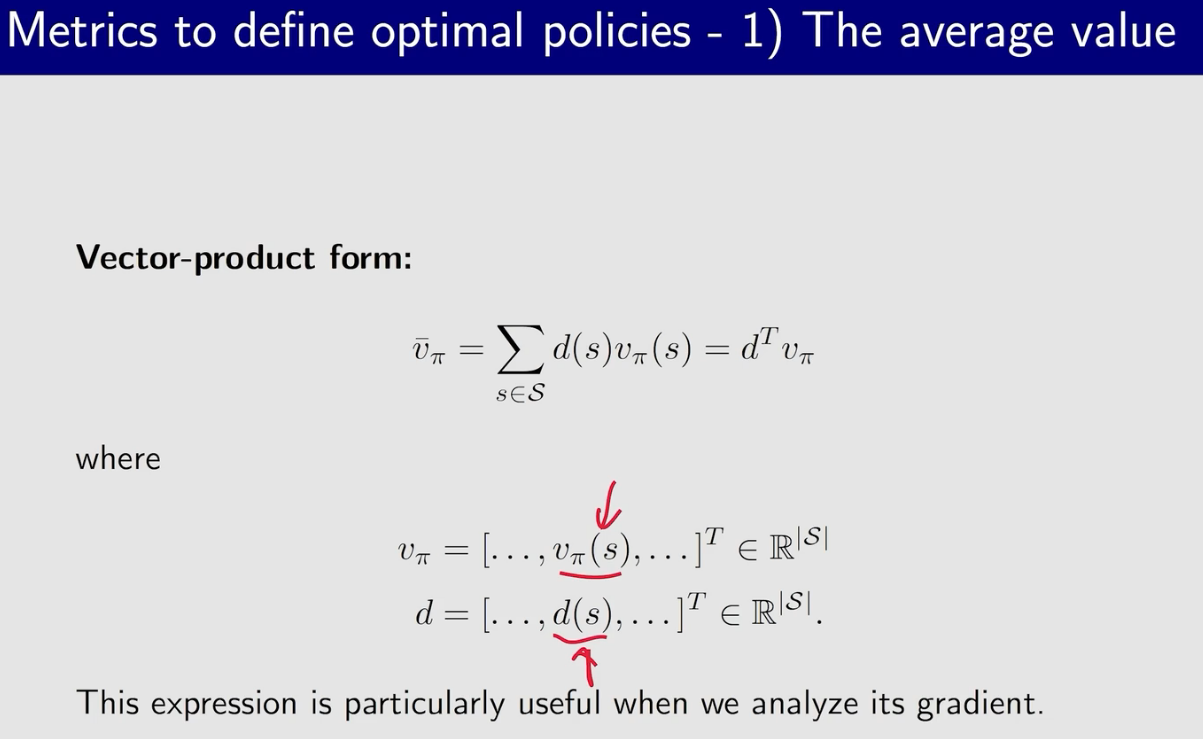 Metrics to define optimal policies - 1) The average value
Vector-product form:
$\bar{v}_\pi = \sum_{s \in \mathcal{S}} d(s) v_\pi(s) = d^T v_\pi$
where
$v_\pi = [\ldots, v_\pi(s), \ldots]^T \in \mathbb{R}^{|\mathcal{S}|}$
$d = [\ldots, d(s), \ldots]^T \in \mathbb{R}^{|\mathcal{S}|}.$
This expression is particularly useful when we analyze its gradient.